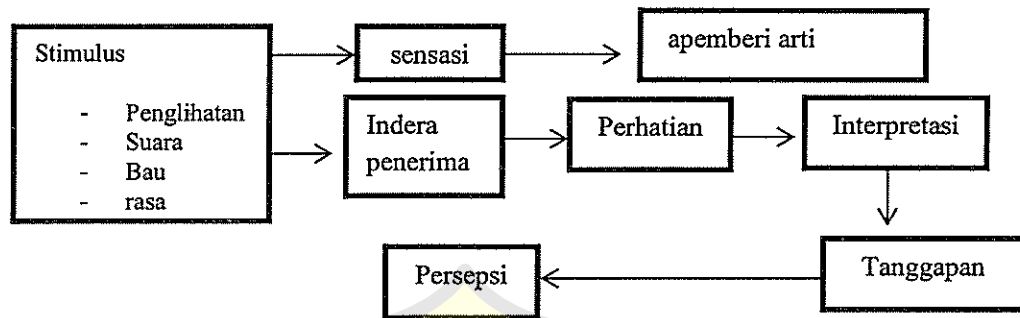 Stimulus
- Penglihatan
- Suara
- Bau
- rasa
sensasi
apemberi arti
Indera
penerima
Perhatian
Interpretasi
Tanggapan
Persepsi